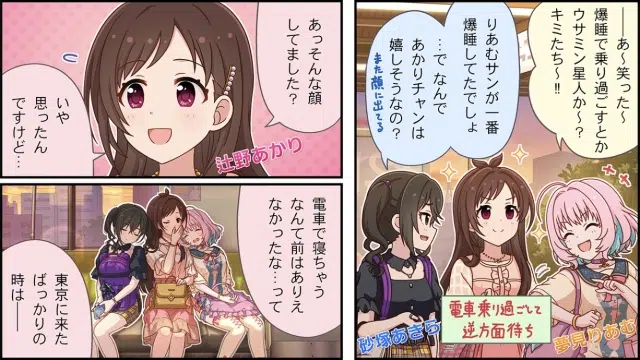 ――あ～笑った～
爆睡で乗り過ごすとか
ウサミン星人か～？
キミたち～!!
りあむサンが一番
爆睡してたでしょ
…で なんで
あかりチャンは
嬉しそうなの？
また顔に出てる
電車乗り過ごして
逆方面待ち
砂塚あきら
夢見りあむ
あっそんな顔
してました？
いや
思ったん
ですけど…
辻野あかり
電車で寝ちゃう
なんて前はありえ
なかったな…って
東京に来た
ばっかりの
時は――